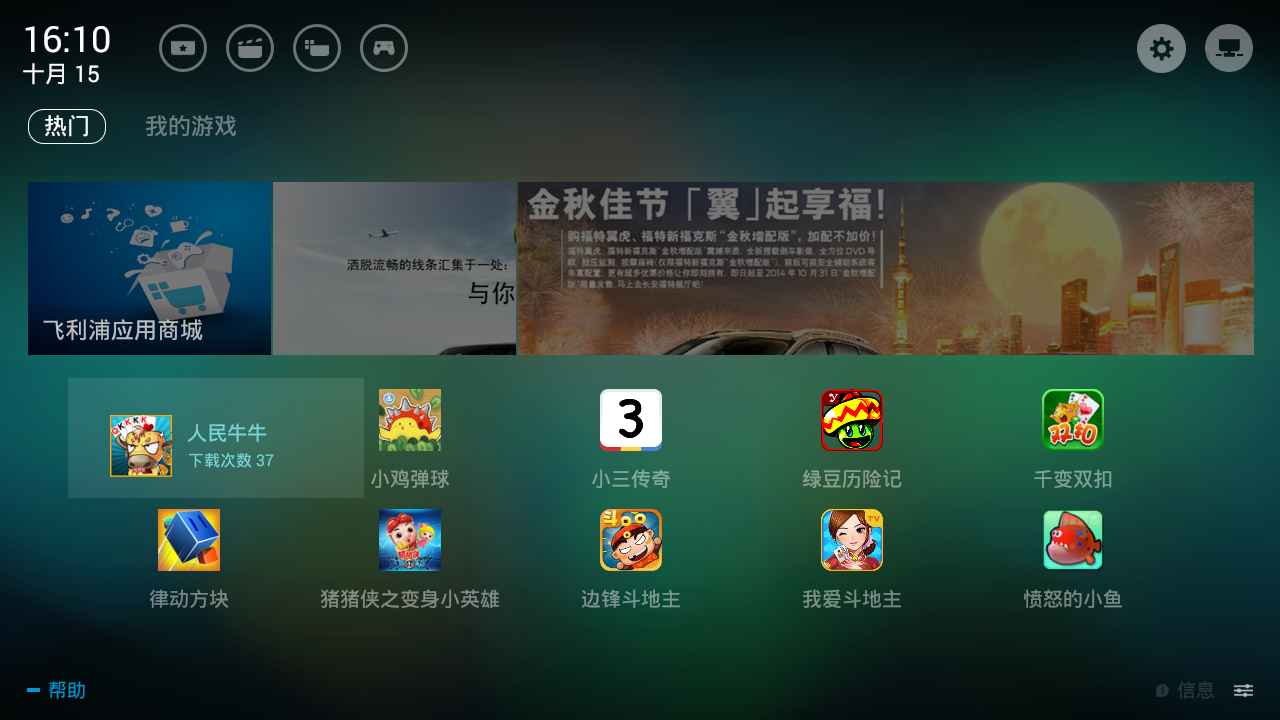 16:10
十月 15
热门
我的游戏
金秋佳节「翼」起享福!
购福特翼虎、福特新福克斯“金秋增配版”，加配不加价!
洒脱流畅的线条汇集于一处:
与你
飞利浦应用商城
人民牛牛
下载次数 37
小鸡弹球
3
小三传奇
绿豆历险记
双扣
千变双扣
律动方块
猪猪侠之变身小英雄
边锋斗地主
TV
我爱斗地主
愤怒的小鱼
帮助
信息